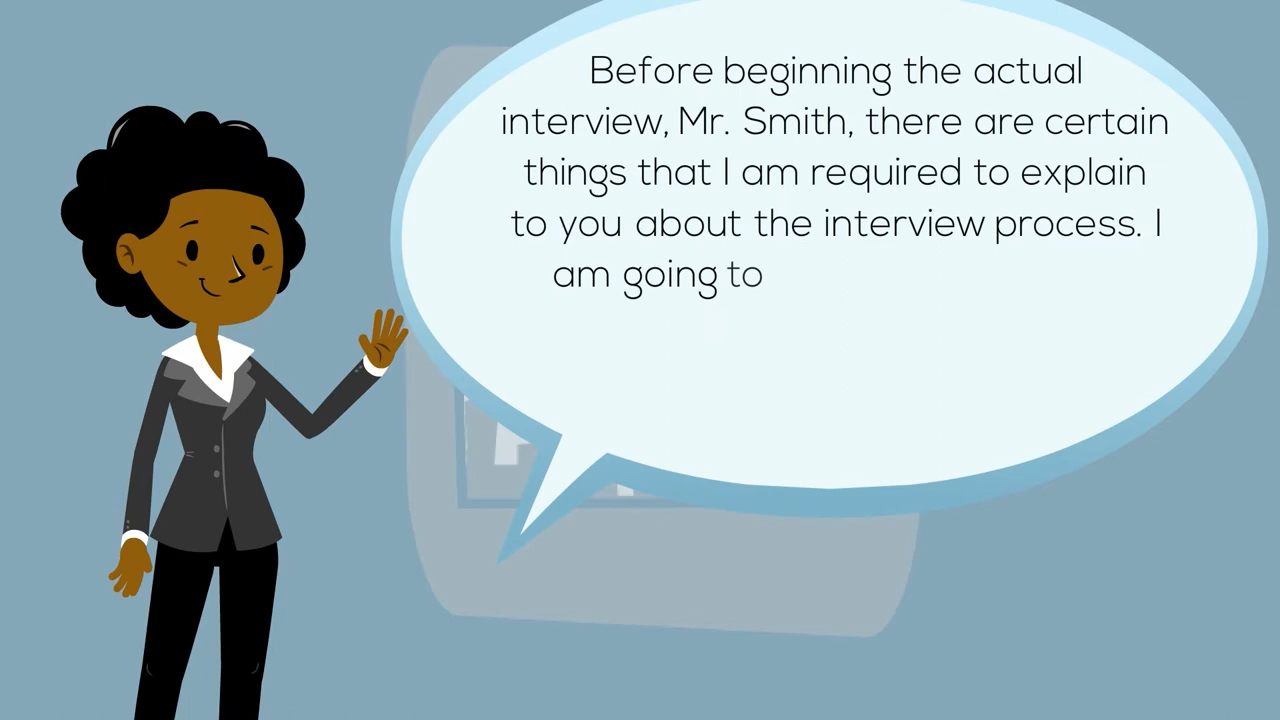 Before beginning the actual
interview, Mr. Smith, there are certain
things that I am required to explain
to you about the interview process. I
am going to